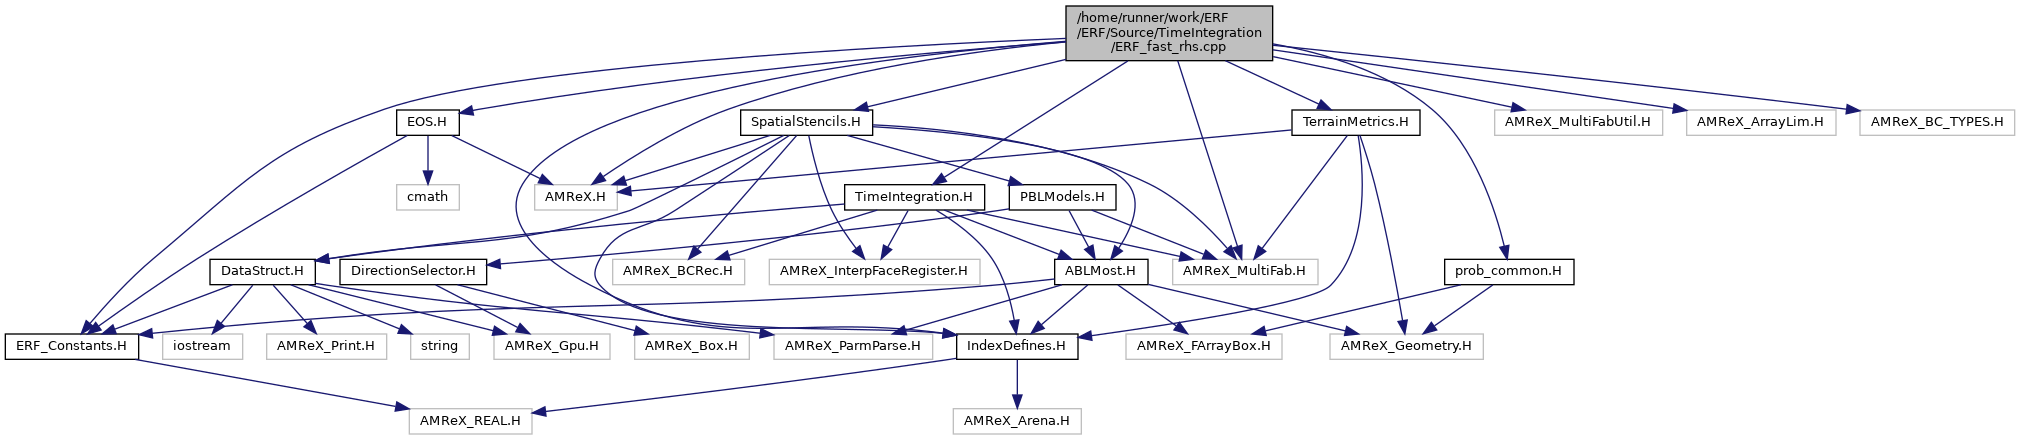 /home/runner/work/ERF
/ERF/Source/TimeIntegration
/ERF_fast_rhs.cpp
EOS.H
SpatialStencils.H
TerrainMetrics.H
AMReX_MultiFabUtil.H
AMReX_ArrayLim.H
AMReX_BC_TYPES.H
cmath
AMReX.H
TimeIntegration.H
PBLModels.H
DataStruct.H
DirectionSelector.H
AMReX_BCRec.H
AMReX_InterpFaceRegister.H
ABLMost.H
AMReX_MultiFab.H
prob_common.H
ERF_Constants.H
iostream
AMReX_Print.H
string
AMReX_Gpu.H
AMReX_Box.H
AMReX_ParmParse.H
IndexDefines.H
AMReX_FArrayBox.H
AMReX_Geometry.H
AMReX_REAL.H
AMReX_Arena.H